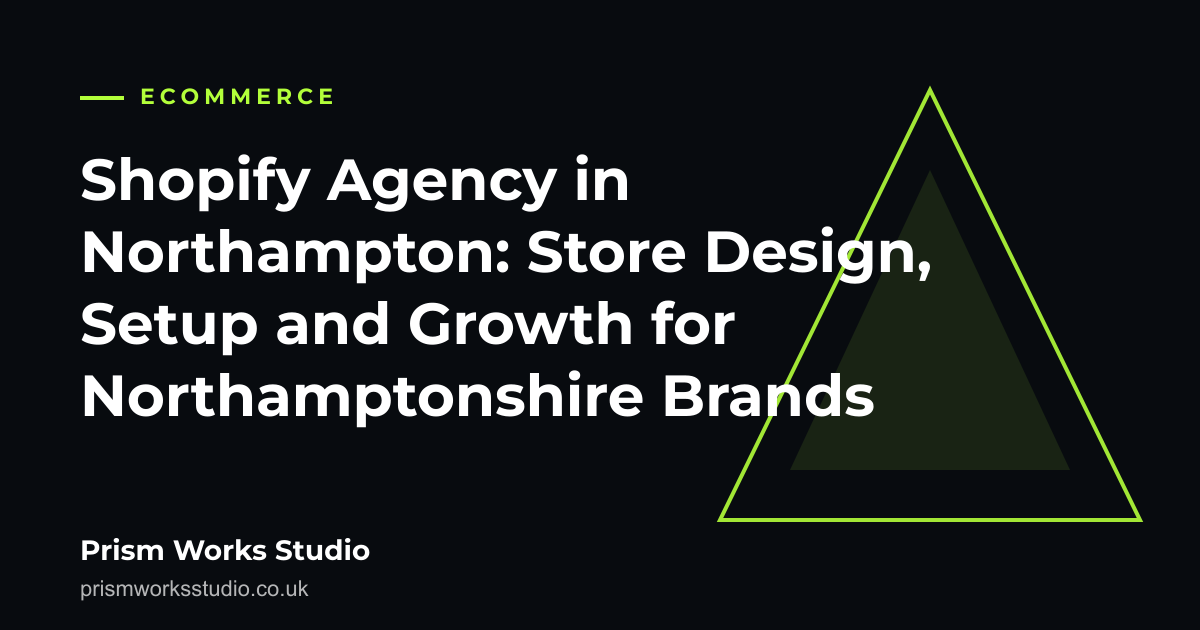 ECOMMERCE
Shopify Agency in
Northampton: Store Design,
Setup and Growth for
Northamptonshire Brands
Prism Works Studio
prismworksstudio.co.uk